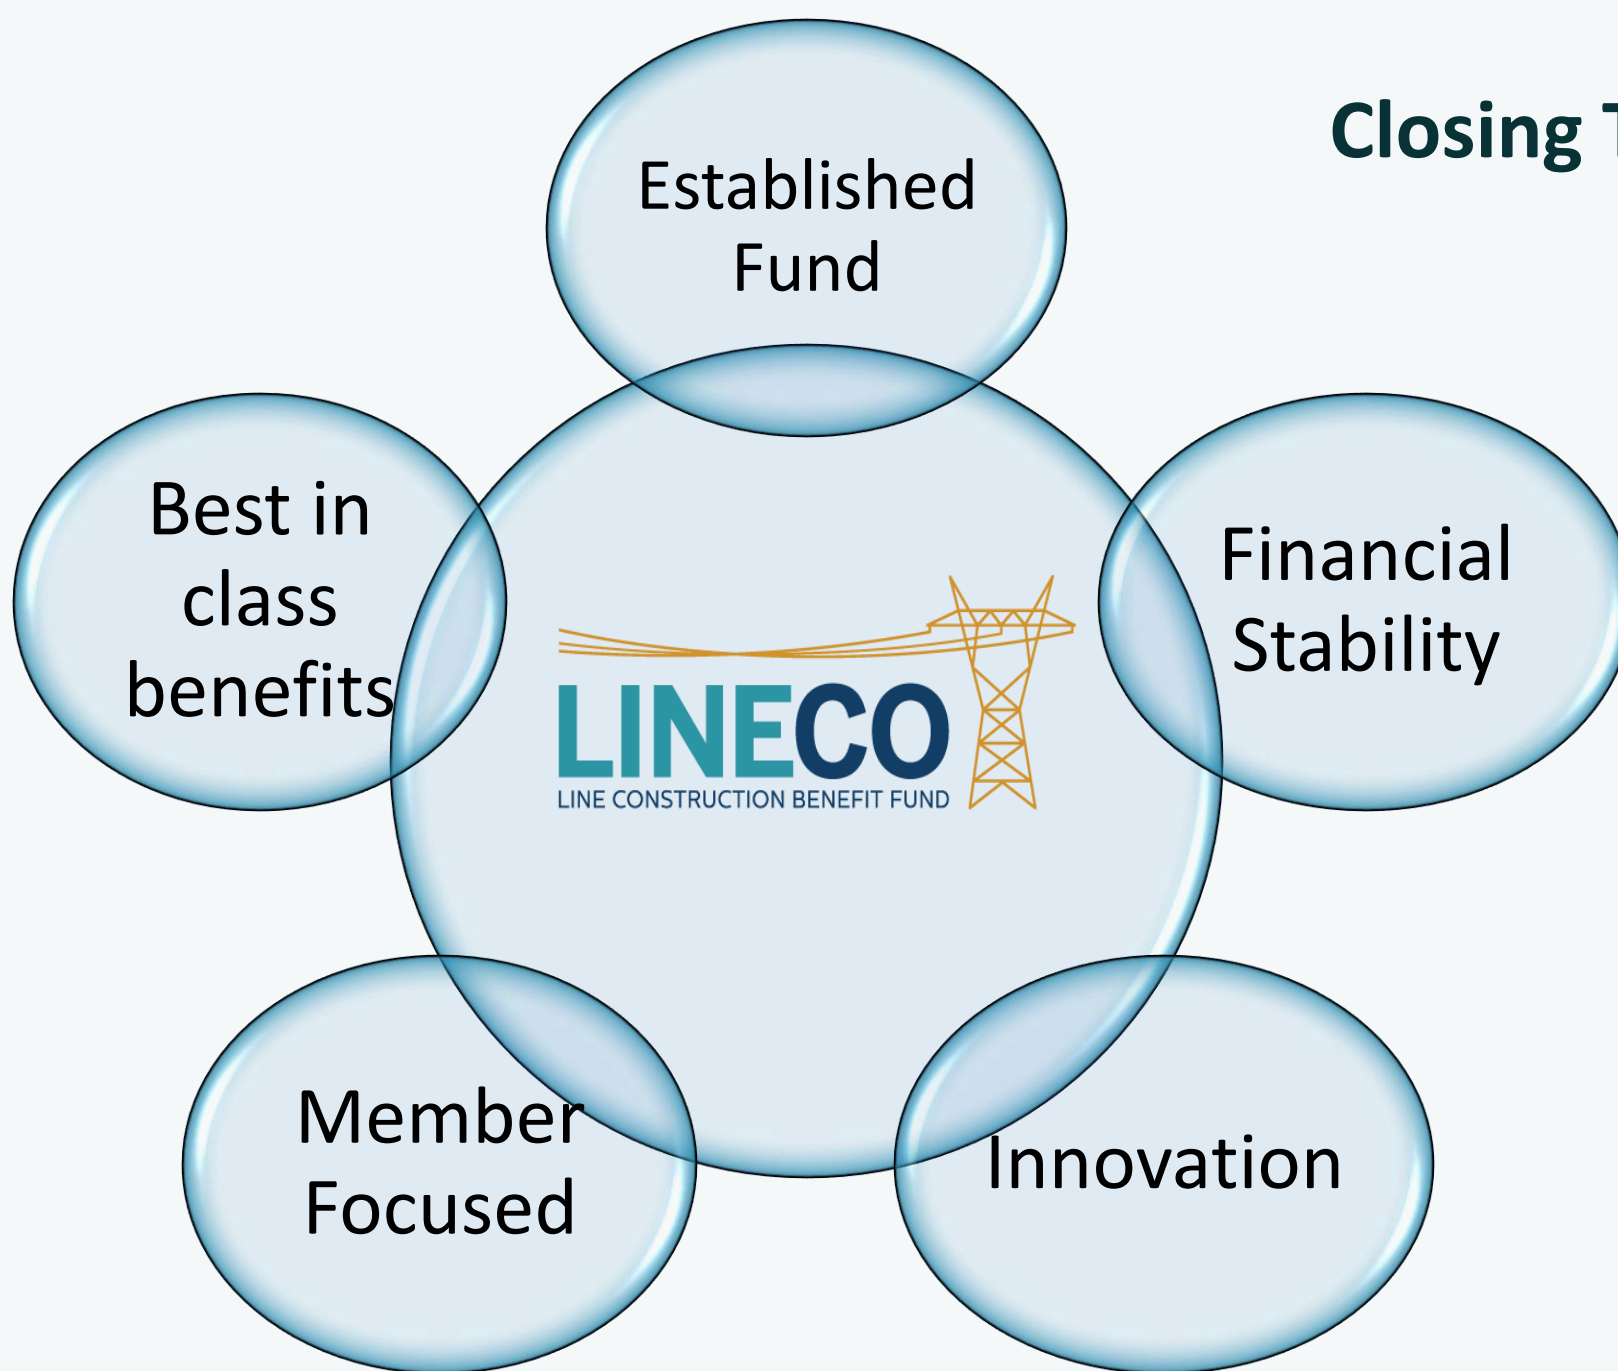 Closing
Established
Fund
Best in
class
benefits
Financial
Stability
LINECO
LINE CONSTRUCTION BENEFIT FUND
Member
Focused
Innovation